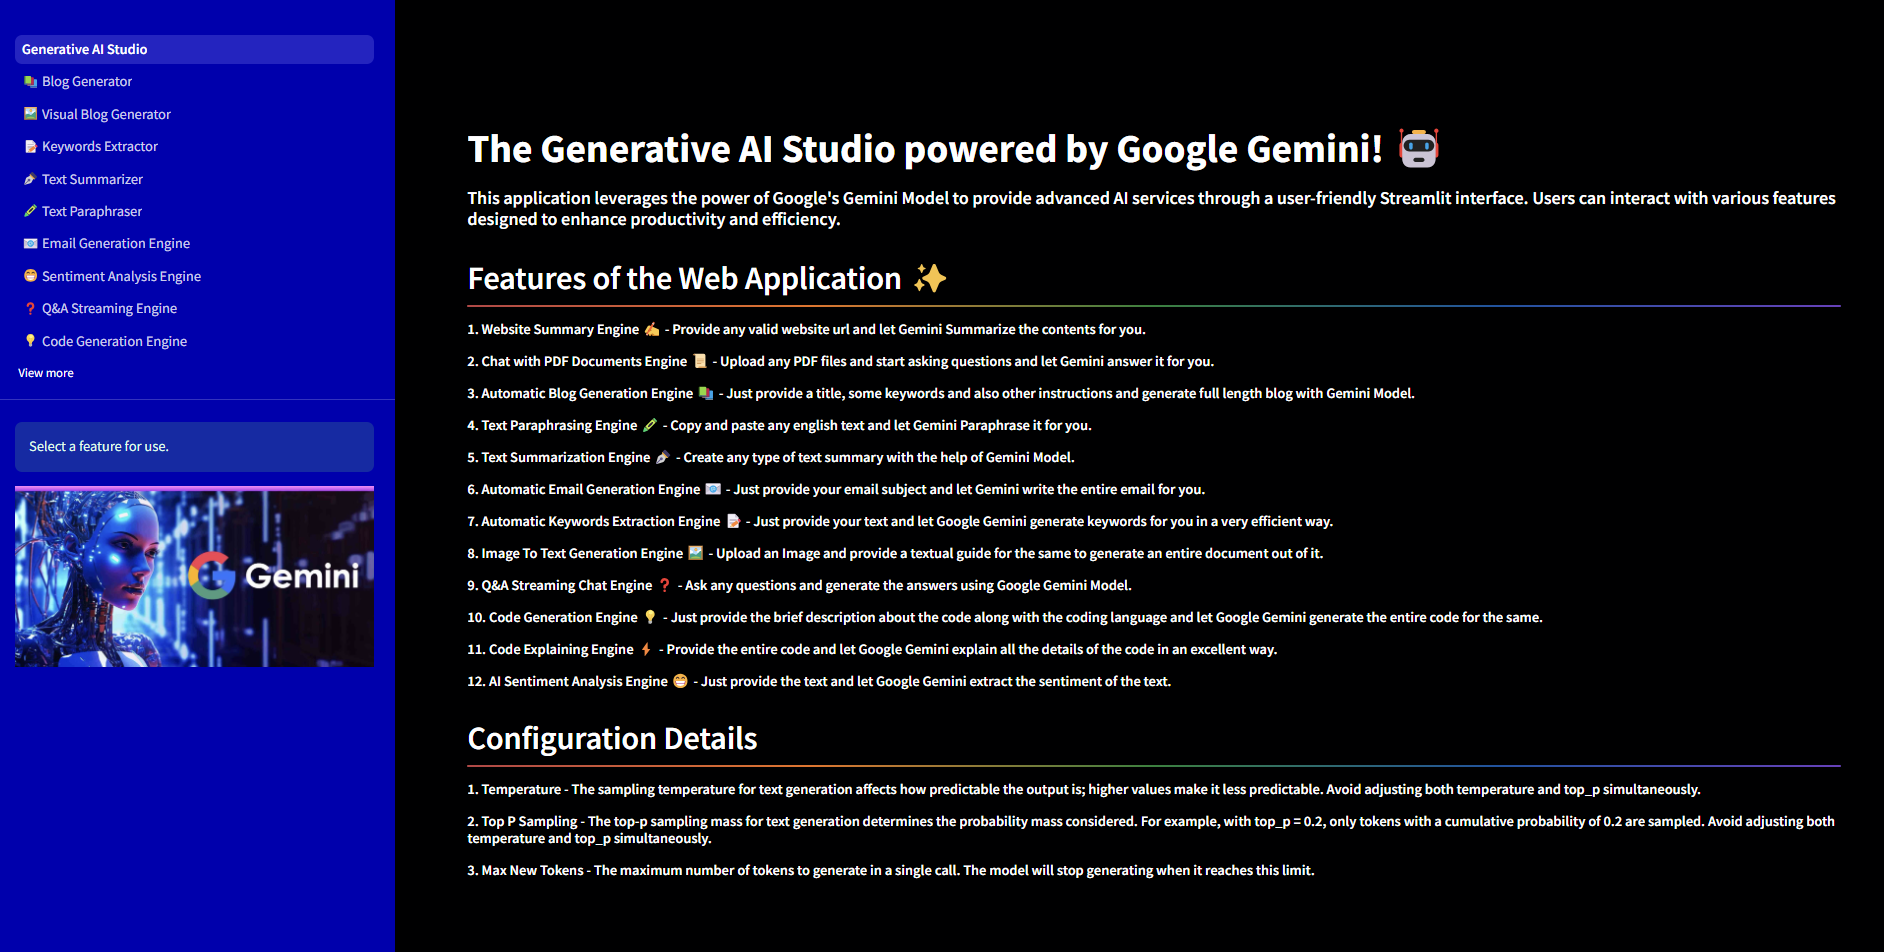 Generative AI Studio
📚 Blog Generator
🖼️ Visual Blog Generator
📝 Keywords Extractor
🖋️ Text Summarizer
🖍️ Text Paraphraser
📧 Email Generation Engine
😁 Sentiment Analysis Engine
❓ Q&A Streaming Engine
💡 Code Generation Engine
View more
Select a feature for use.
Gemini
The Generative AI Studio powered by Google Gemini! 🤖
This application leverages the power of Google's Gemini Model to provide advanced AI services through a user-friendly Streamlit interface. Users can interact with various features
designed to enhance productivity and efficiency.
Features of the Web Application ✨
1. Website Summary Engine ✍️ - Provide any valid website url and let Gemini Summarize the contents for you.
2. Chat with PDF Documents Engine 📜 - Upload any PDF files and start asking questions and let Gemini answer it for you.
3. Automatic Blog Generation Engine 📚 - Just provide a title, some keywords and also other instructions and generate full length blog with Gemini Model.
4. Text Paraphrasing Engine 🖍️ - Copy and paste any english text and let Gemini Paraphrase it for you.
5. Text Summarization Engine 🖋️ - Create any type of text summary with the help of Gemini Model.
6. Automatic Email Generation Engine 📧 - Just provide your email subject and let Gemini write the entire email for you.
7. Automatic Keywords Extraction Engine 📝 - Just provide your text and let Google Gemini generate keywords for you in a very efficient way.
8. Image To Text Generation Engine 🖼️ - Upload an Image and provide a textual guide for the same to generate an entire document out of it.
9. Q&A Streaming Chat Engine ❓ - Ask any questions and generate the answers using Google Gemini Model.
10. Code Generation Engine 💡 - Just provide the brief description about the code along with the coding language and let Google Gemini generate the entire code for the same.
11. Code Explaining Engine ⚡ - Provide the entire code and let Google Gemini explain all the details of the code in an excellent way.
12. AI Sentiment Analysis Engine 😁 - Just provide the text and let Google Gemini extract the sentiment of the text.
Configuration Details
1. Temperature - The sampling temperature for text generation affects how predictable the output is; higher values make it less predictable. Avoid adjusting both temperature and top_p simultaneously.
2. Top P Sampling - The top-p sampling mass for text generation determines the probability mass considered. For example, with top_p = 0.2, only tokens with a cumulative probability of 0.2 are sampled. Avoid adjusting both
temperature and top_p simultaneously.
3. Max New Tokens - The maximum number of tokens to generate in a single call. The model will stop generating when it reaches this limit.